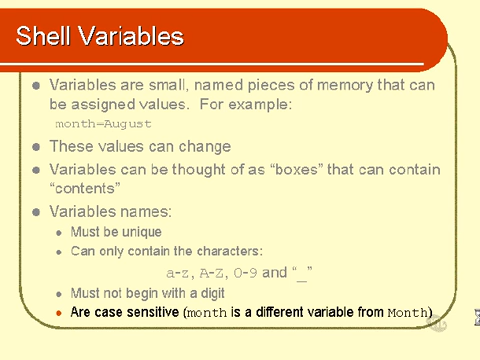 Shell Variables
Variables are small, named pieces of memory that can
be assigned values. For example:
month=August
These values can change
Variables can be thought of as “boxes” that can contain
“contents”
Variables names:
Must be unique
Can only contain the characters:
a-z, A-Z, 0-9 and “_”
Must not begin with a digit
Are case sensitive (month is a different variable from Month)